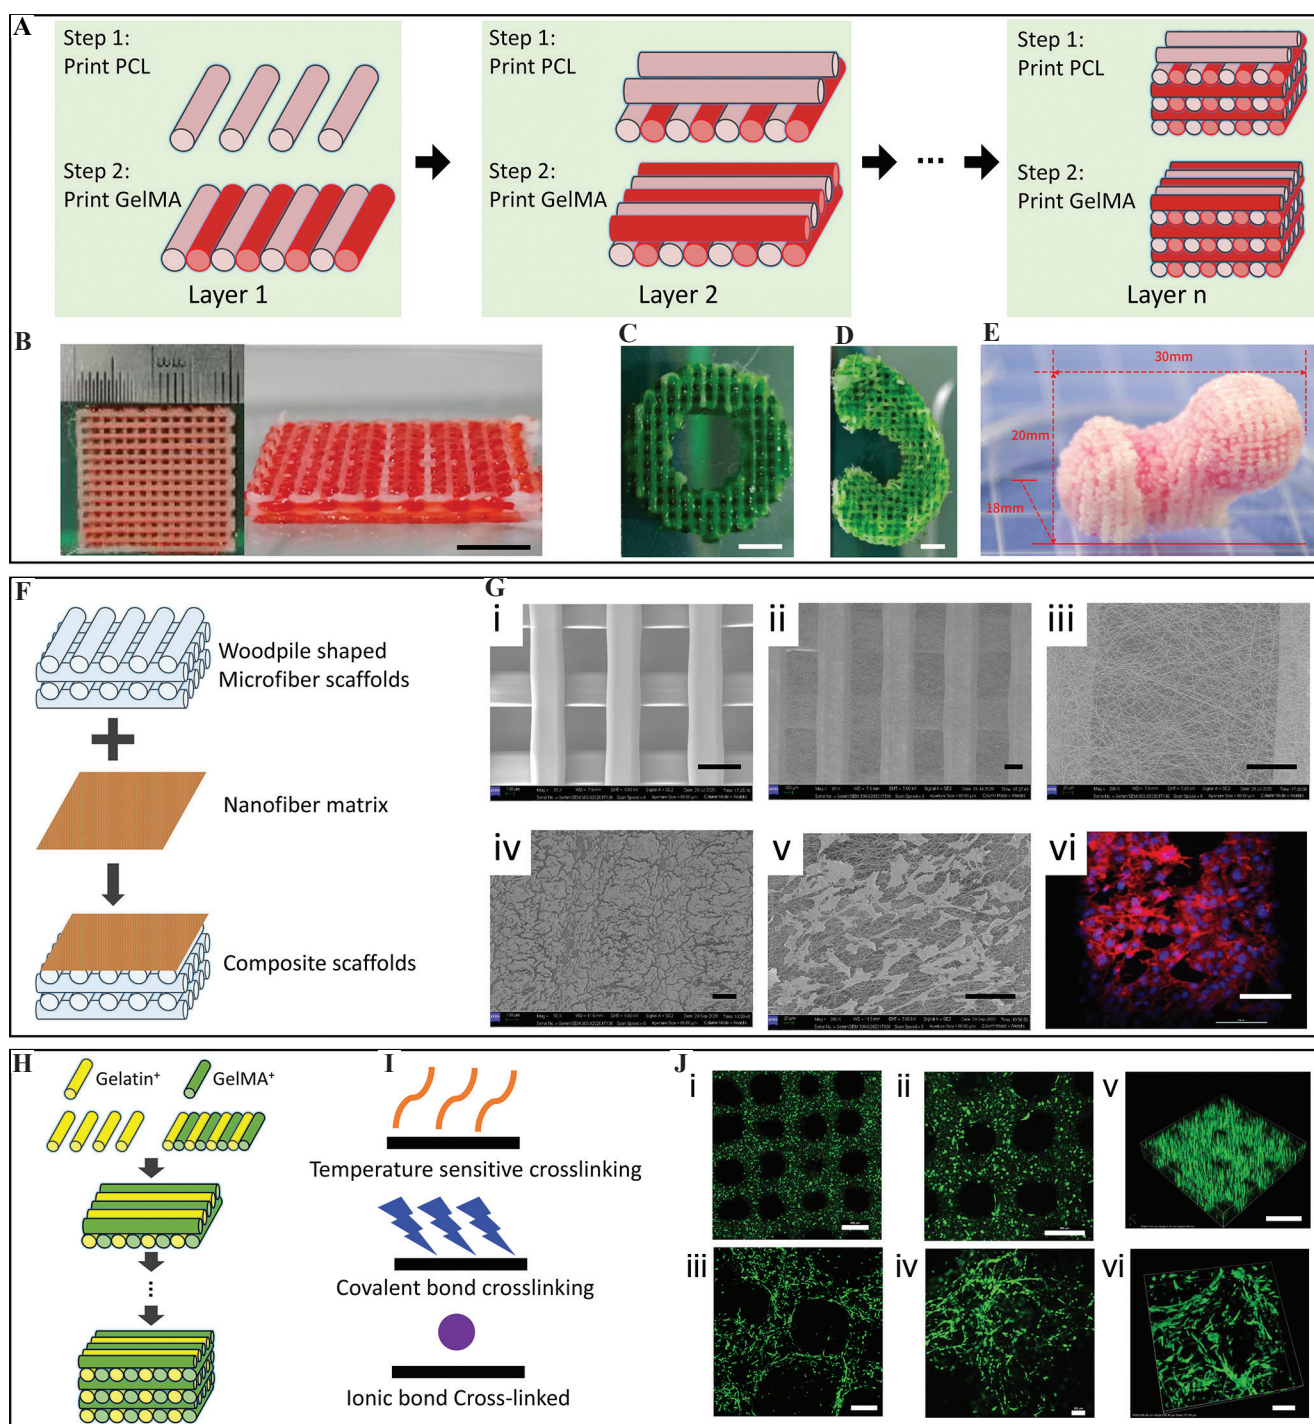 A
Step 1:
Print PCL
Step 2:
Print GelMA
Layer 1
Step 1:
Print PCL
Step 2:
Print GelMA
Layer 2
...
Step 1:
Print PCL
Step 2:
Print GelMA
Layer n
B
C
D
E
30mm
20mm
18mm
F
Woodpile shaped
Microfiber scaffolds
Nanofiber matrix
Composite scaffolds
G
i
ii
iii
iv
v
vi
H
Gelatin⁺
GelMA⁺
...
I
Temperature sensitive crosslinking
Covalent bond crosslinking
Ionic bond Cross-linked
J
i
ii
v
iii
iv
vi